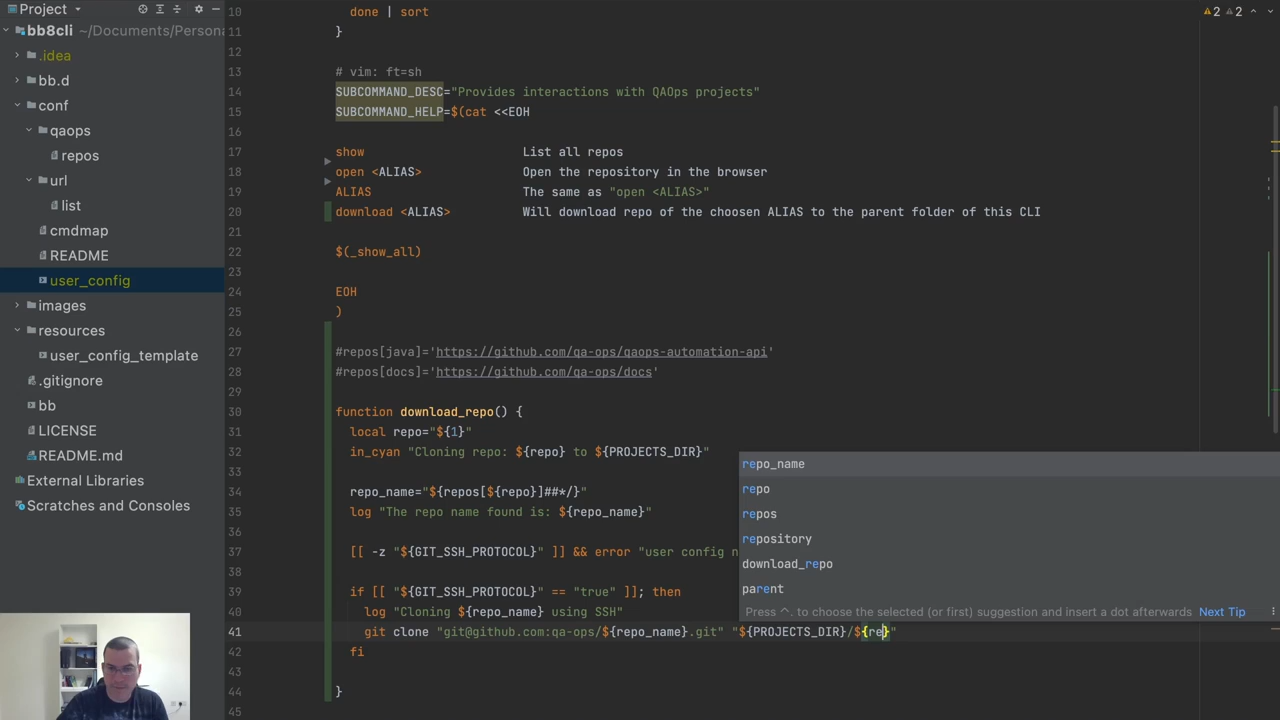 Project
bb8cli ~/Documents/Persona
.idea
bb.d
conf
qaops
repos
url
list
cmdmap
README
user_config
images
resources
user_config_template
.gitignore
bb
LICENSE
README.md
External Libraries
Scratches and Consoles
2 2
10 done | sort
11 }
12
13 # vim: ft=sh
14 SUBCOMMAND_DESC="Provides interactions with QAOps projects"
15 SUBCOMMAND_HELP=$(cat <<EOH
16
17 show List all repos
18 open <ALIAS> Open the repository in the browser
19 ALIAS The same as "open <ALIAS>"
20 download <ALIAS> Will download repo of the choosen ALIAS to the parent folder of this CLI
21
22 $(_show_all)
23
24 EOH
25 )
26
27 #repos[java]='https://github.com/qa-ops/qaops-automation-api'
28 #repos[docs]='https://github.com/qa-ops/docs'
29
30 function download_repo() {
31 local repo="${1}"
32 in_cyan "Cloning repo: ${repo} to ${PROJECTS_DIR}"
33
34 repo_name="${repos[${repo}]##*/}"
35 log "The repo name found is: ${repo_name}"
36
37 [[ -z "${GIT_SSH_PROTOCOL}" ]] && error "user config n
38
39 if [[ "${GIT_SSH_PROTOCOL}" == "true" ]]; then
40 log "Cloning ${repo_name} using SSH"
41 git clone "git@github.com:qa-ops/${repo_name}.git" "${PROJECTS_DIR}/${re}"
42 fi
43
44 }
45
repo_name
repo
repos
repository
download_repo
parent
Press ^. to choose the selected (or first) suggestion and insert a dot afterwards Next Tip